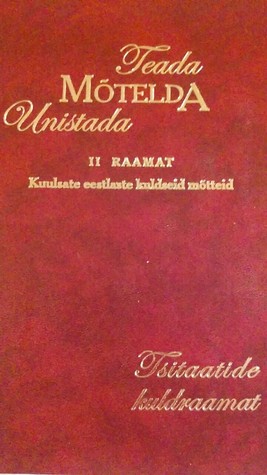 Teada
MÕTELDA
Unistada
II RAAMAT
Kuulsate eestlaste kuldseid mõtteid
Tsitaatide
kuldraamat